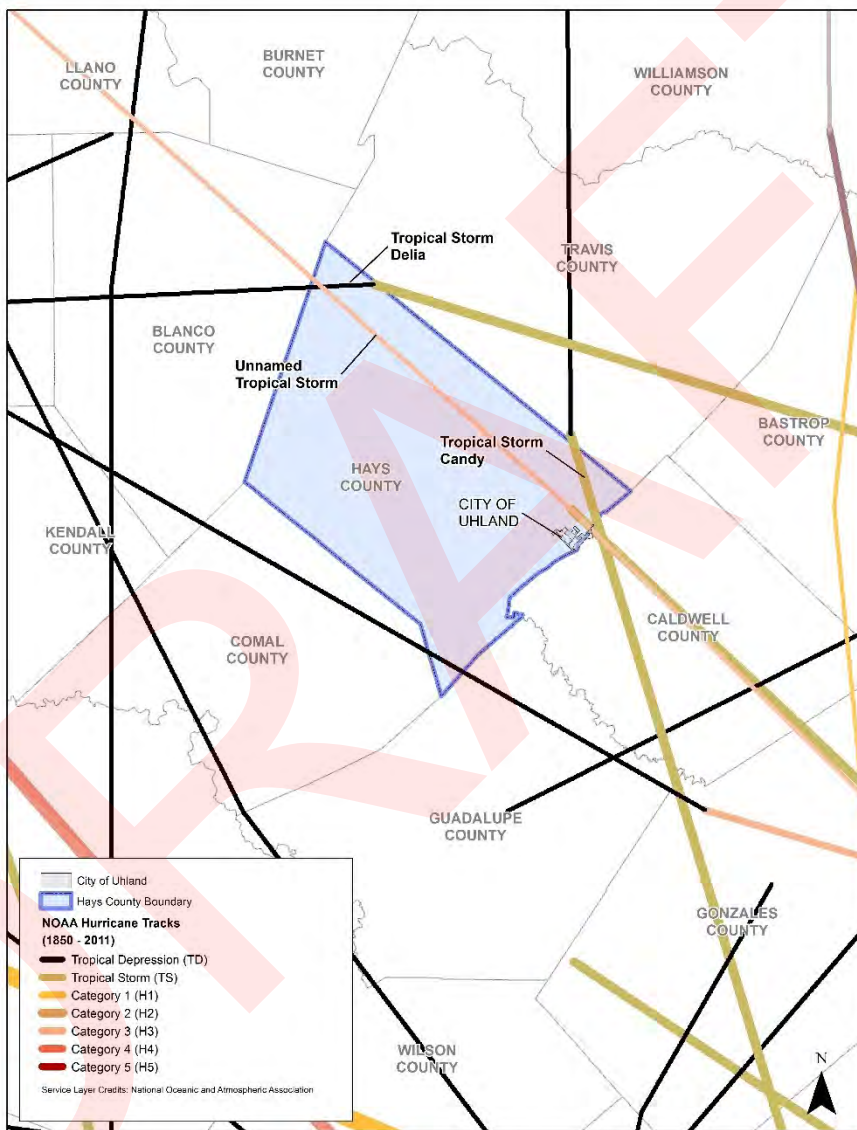 LLANO
COUNTY
BURNET
COUNTY
WILLIAMSON
COUNTY
Tropical Storm
Delia
TRAVIS
COUNTY
BLANCO
COUNTY
Unnamed
Tropical Storm
BASTROP
COUNTY
Tropical Storm
Candy
HAYS
COUNTY
CITY OF
UHLAND
KENDALL
COUNTY
CALDWELL
COUNTY
COMAL
COUNTY
GUADALUPE
COUNTY
GONZALES
COUNTY
WILSON
COUNTY
City of Uhland
Hays County Boundary
NOAA Hurricane Tracks
(1850 - 2011)
Tropical Depression (TD)
Tropical Storm (TS)
Category 1 (H1)
Category 2 (H2)
Category 3 (H3)
Category 4 (H4)
Category 5 (H5)
Service Layer Credits: National Oceanic and Atmospheric Association
N
DRAFT